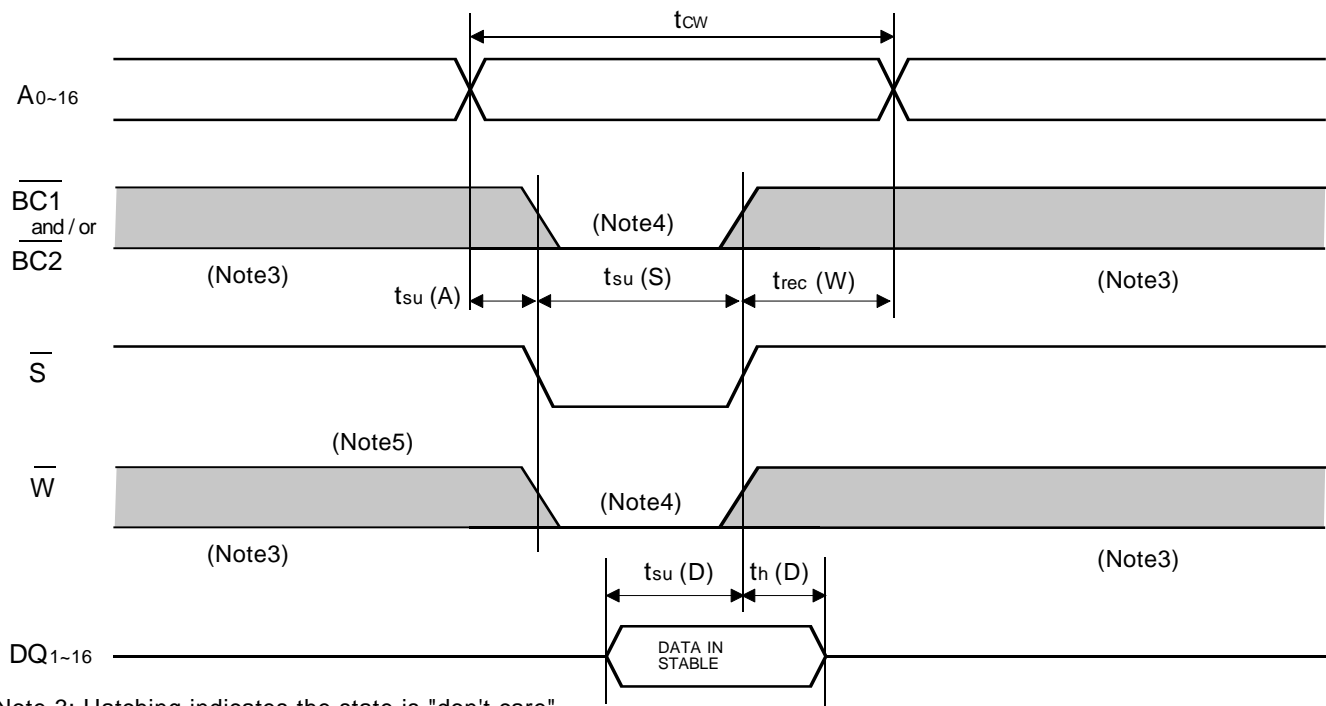 tcw
A0~16
BC1
and / or
BC2
(Note4)
(Note3)
tsu (A)
tsu (S)
trec (W)
(Note3)
S
(Note5)
W
(Note4)
(Note3)
(Note3)
tsu (D)
th (D)
DQ1~16
DATA IN
STABLE
Note 3: Hatching indicates the state is "don't care".